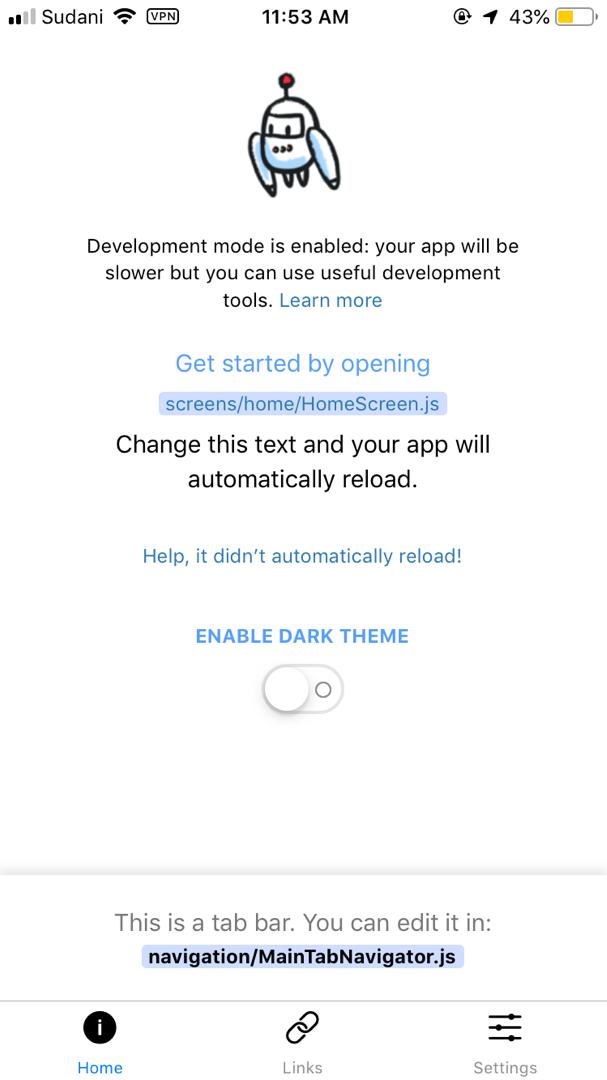 Sudani VPN 11:53 AM 43%
Development mode is enabled: your app will be
slower but you can use useful development
tools. Learn more
Get started by opening
screens/home/HomeScreen.js
Change this text and your app will
automatically reload.
Help, it didn’t automatically reload!
ENABLE DARK THEME
This is a tab bar. You can edit it in:
navigation/MainTabNavigator.js
Home Links Settings